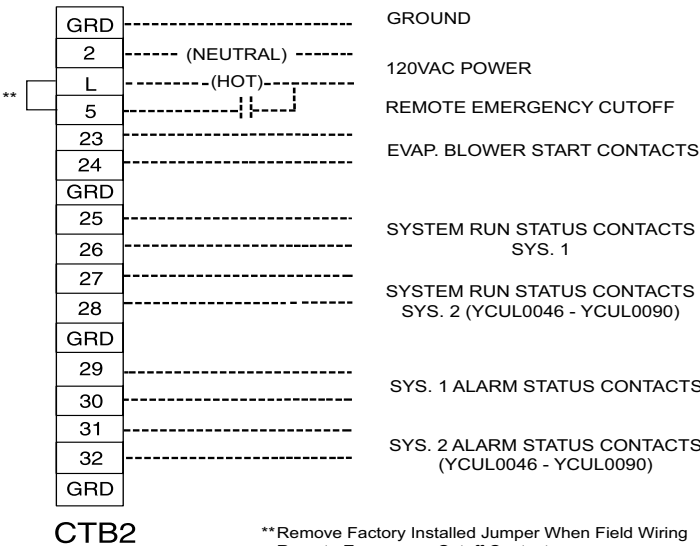 GRD GROUND
2 (NEUTRAL)
120VAC POWER
L (HOT)
**
5 REMOTE EMERGENCY CUTOFF
23
EVAP. BLOWER START CONTACTS
24
GRD
25
SYSTEM RUN STATUS CONTACTS
26 SYS. 1
27
SYSTEM RUN STATUS CONTACTS
28 SYS. 2 (YCUL0046 - YCUL0090)
GRD
29
SYS. 1 ALARM STATUS CONTACTS
30
31
SYS. 2 ALARM STATUS CONTACTS
32 (YCUL0046 - YCUL0090)
GRD
CTB2
**Remove Factory Installed Jumper When Field Wiring